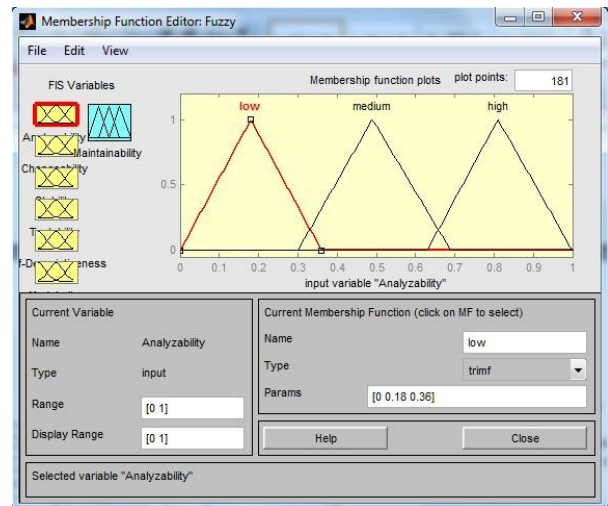 Membership Function Editor: Fuzzy
File Edit View
FIS Variables
Membership function plots plot points: 181
low medium high
1
0.5
0
0 0.1 0.2 0.3 0.4 0.5 0.6 0.7 0.8 0.9 1
input variable "Analyzability"
Maintainability
Current Variable
Name Analyzability
Type input
Range [0 1]
Display Range [0 1]
Current Membership Function (click on MF to select)
Name low
Type trimf
Params [0 0.18 0.36]
Help Close
Selected variable "Analyzability"